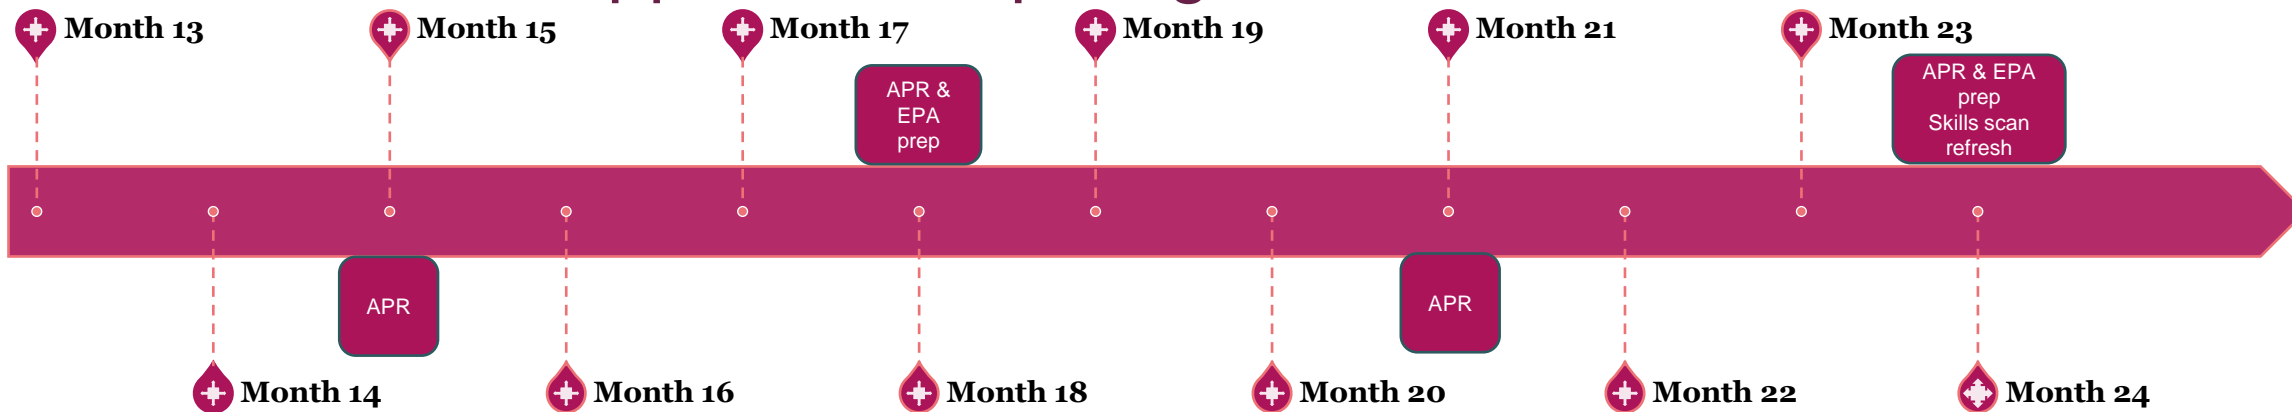 Month 13
Month 15
Month 17
Month 19
Month 21
Month 23
APR &
EPA
prep
APR & EPA
prep
Skills scan
refresh
APR
APR
Month 14
Month 16
Month 18
Month 20
Month 22
Month 24